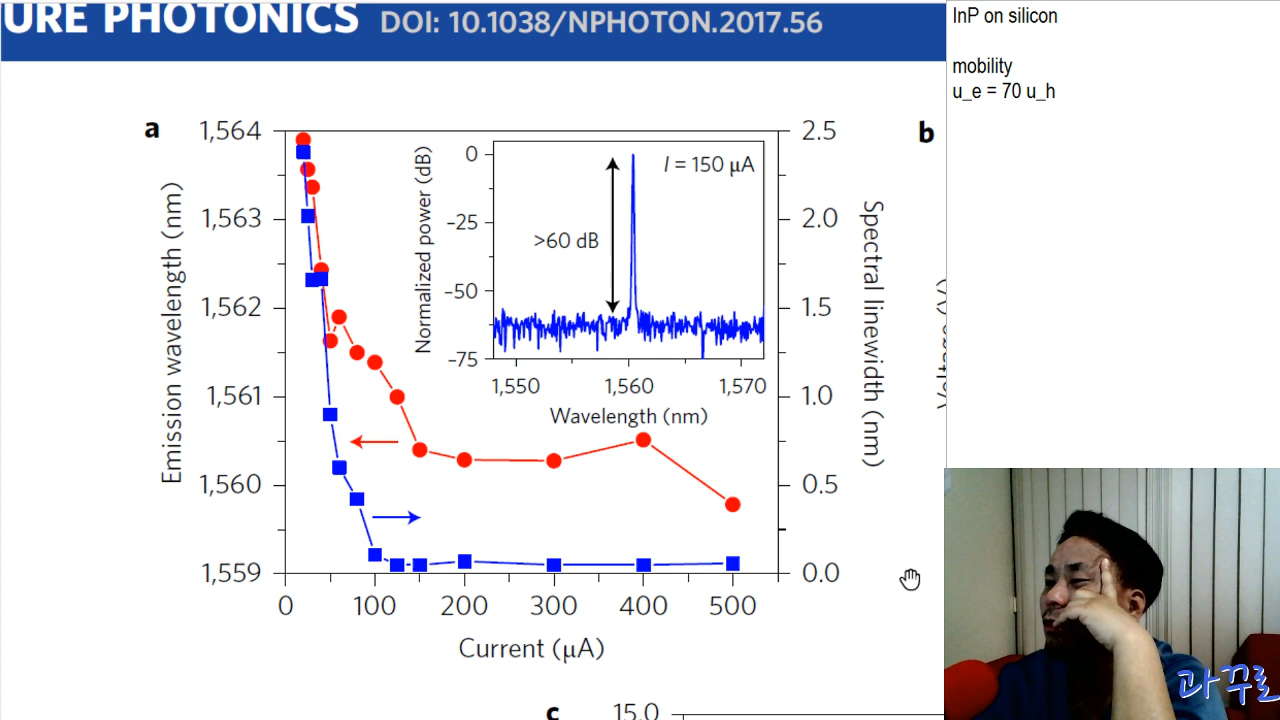 URE PHOTONICS DOI: 10.1038/NPHOTON.2017.56
InP on silicon
mobility
u_e = 70 u_h
a
b
Emission wavelength (nm)
1,564
1,563
1,562
1,561
1,560
1,559
2.5
2.0
1.5
1.0
0.5
0.0
Spectral linewidth (nm)
Normalized power (dB)
0
−25
−50
−75
I = 150 μA
>60 dB
1,550 1,560 1,570
Wavelength (nm)
Voltage (V)
0 100 200 300 400 500
Current (μA)
c 15.0
과꾸로